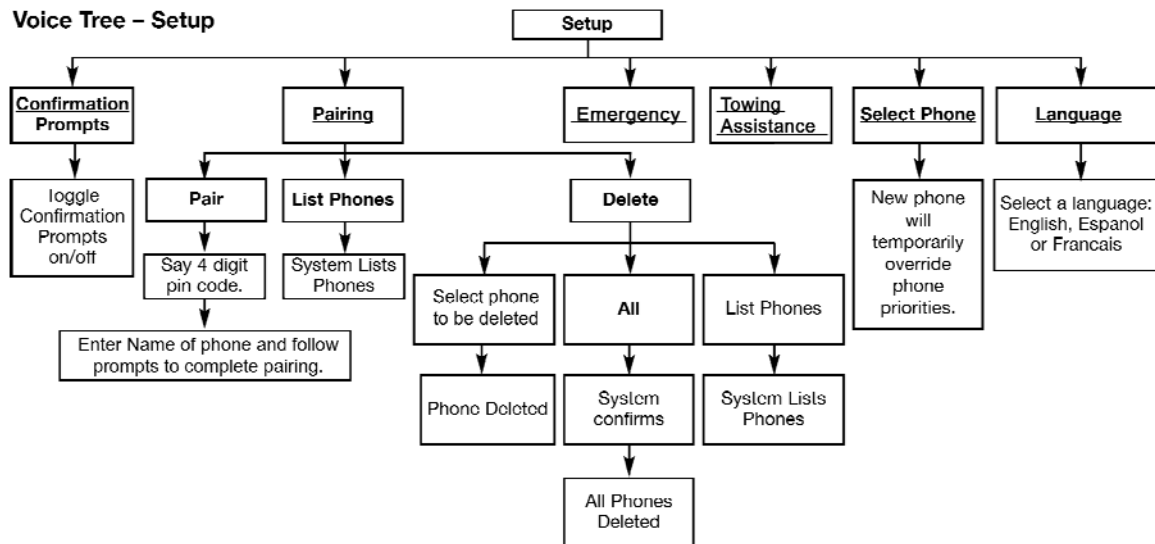 Voice Tree – Setup
Setup
Confirmation
Prompts
Pairing
Emergency
Towing
Assistance
Select Phone
Language
Toggle
Confirmation
Prompts
on/off
Pair
List Phones
Delete
New phone
will
temporarily
override
phone
priorities.
Select a language:
English, Espanol
or Francais
Say 4 digit
pin code.
System Lists
Phones
Select phone
to be deleted
All
List Phones
Enter Name of phone and follow
prompts to complete pairing.
Phone Deleted
System
confirms
System Lists
Phones
All Phones
Deleted